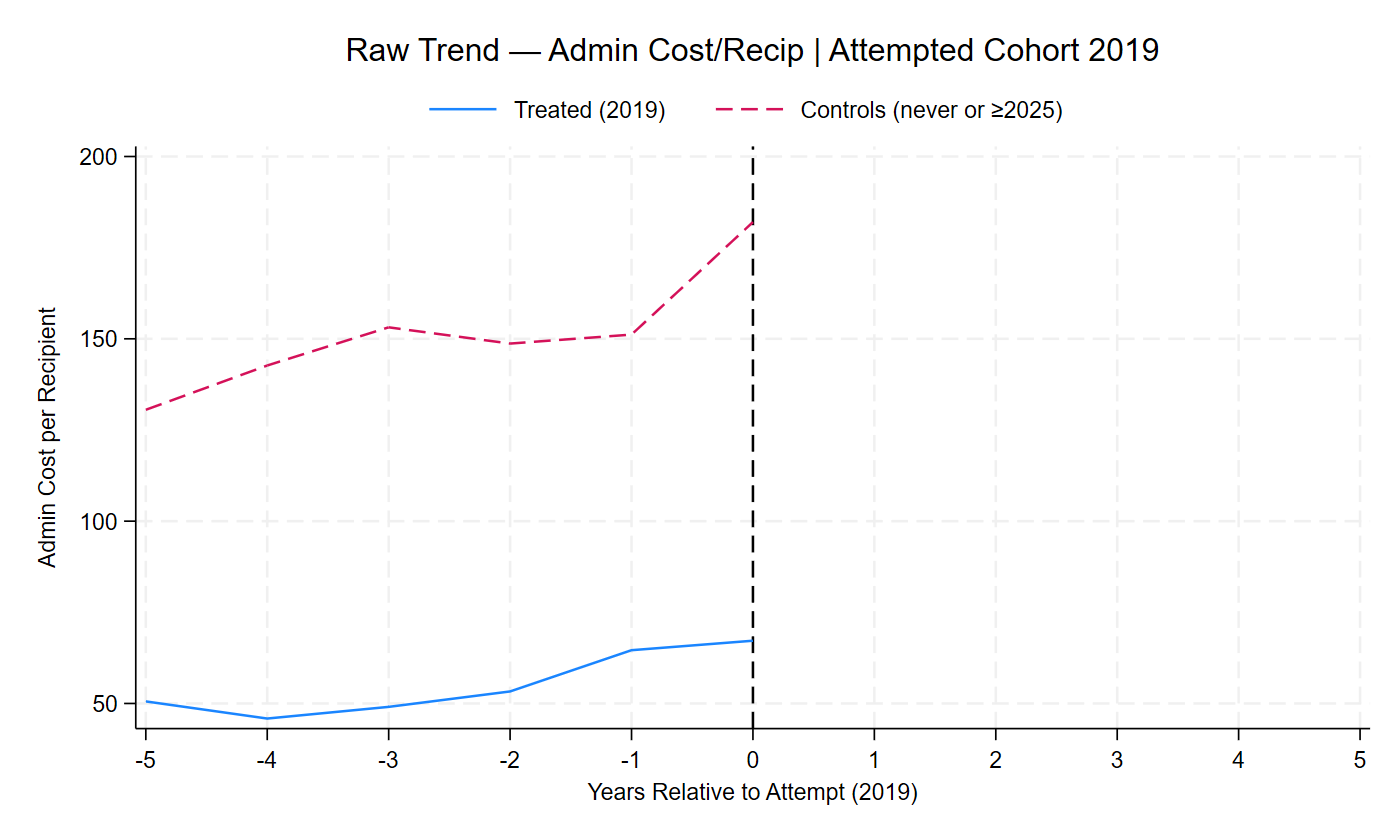 Raw Trend — Admin Cost/Recip | Attempted Cohort 2019
Treated (2019)
Controls (never or ≥2025)
Admin Cost per Recipient
200
150
100
50
-5 -4 -3 -2 -1 0 1 2 3 4 5
Years Relative to Attempt (2019)